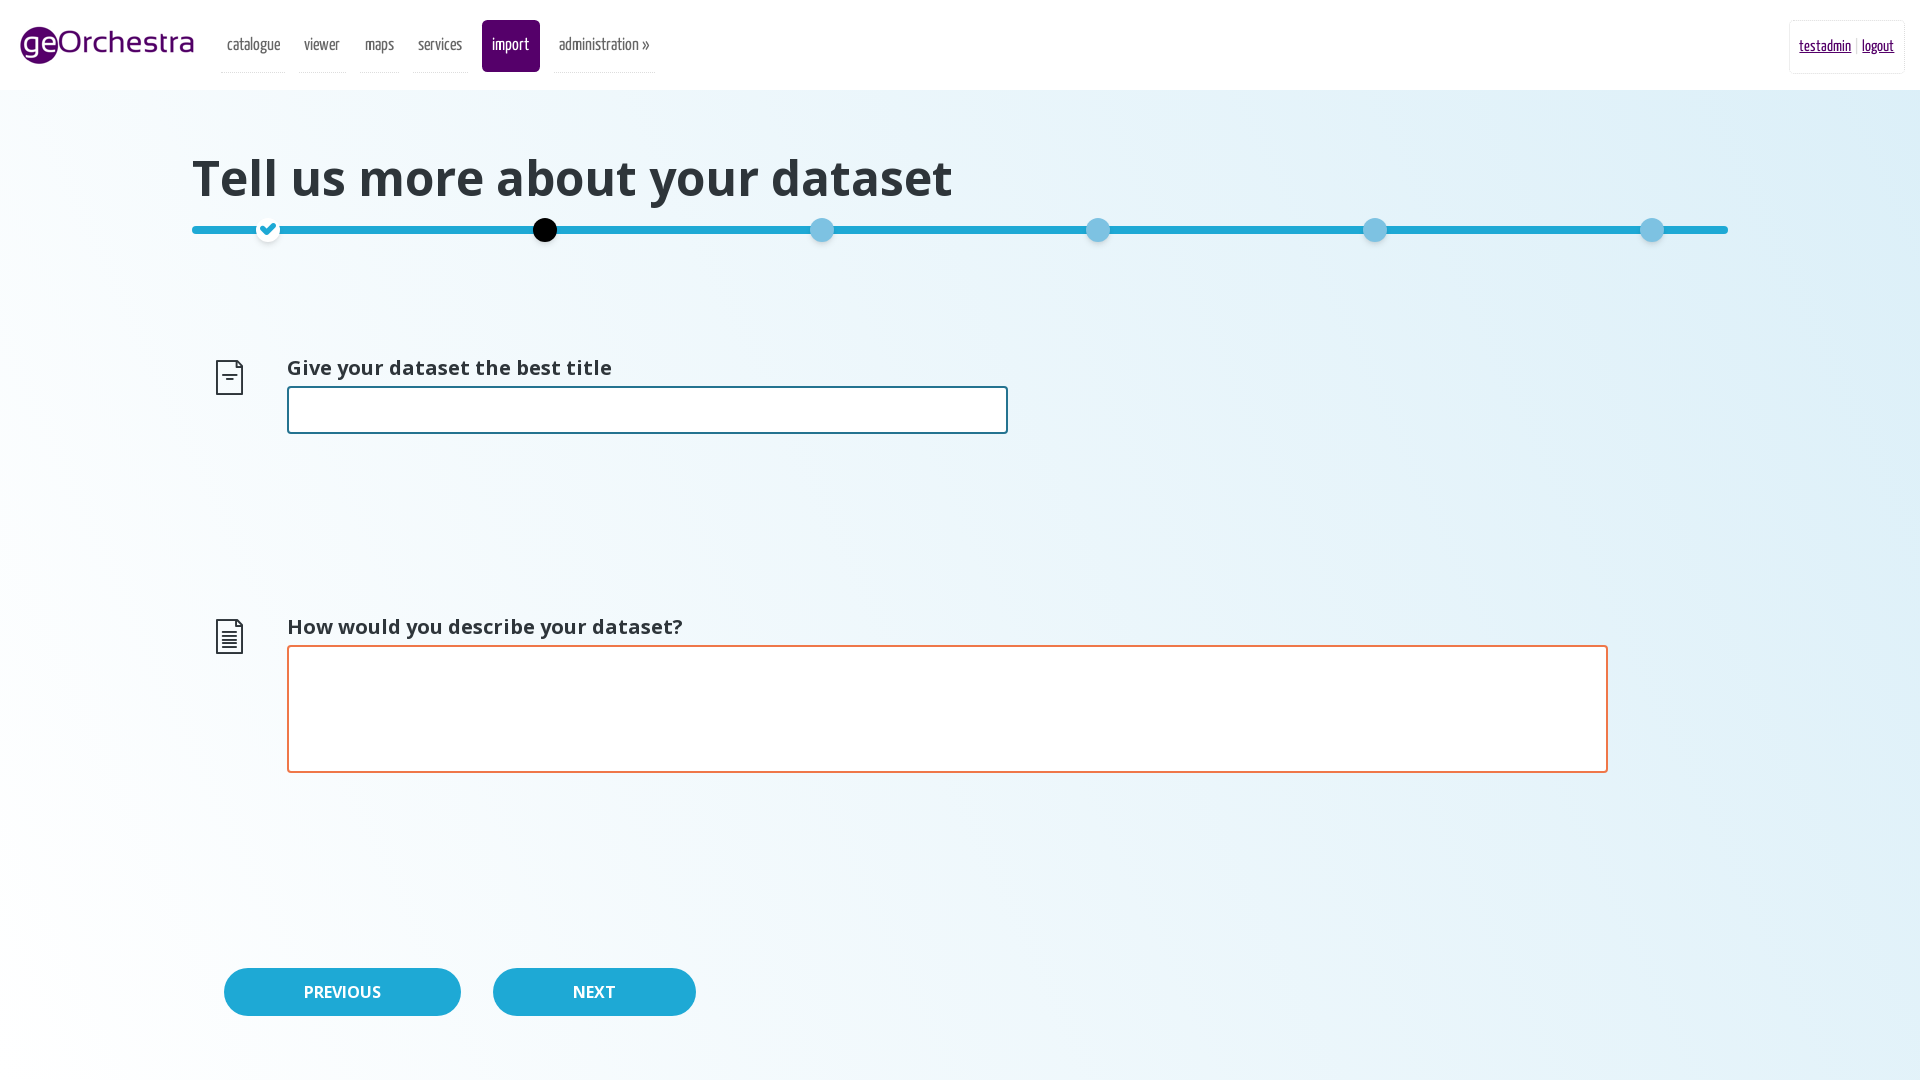 geOrchestra
catalogue viewer maps services import administration »
testadmin | logout
Tell us more about your dataset
Give your dataset the best title
How would you describe your dataset?
PREVIOUS NEXT